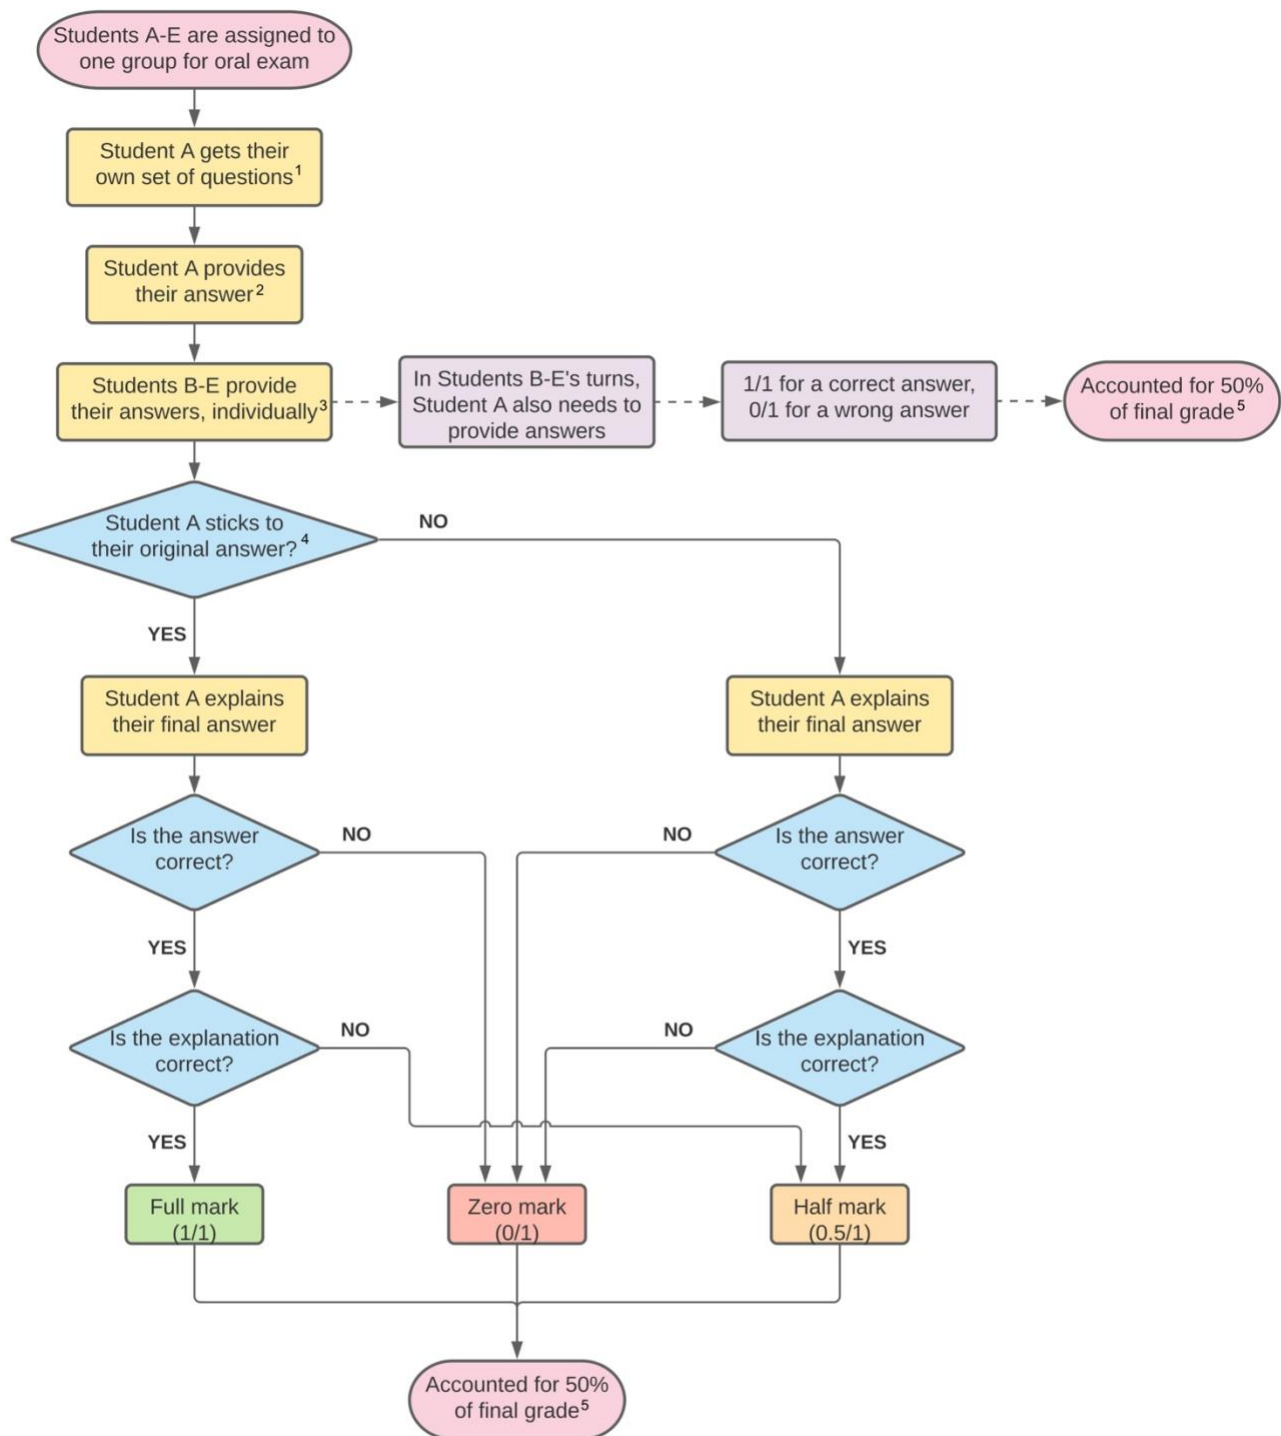 Students A-E are assigned to
one group for oral exam
Student A gets their
own set of questions¹
Student A provides
their answer²
Students B-E provide
their answers, individually³
In Students B-E's turns,
Student A also needs to
provide answers
1/1 for a correct answer,
0/1 for a wrong answer
Accounted for 50%
of final grade⁵
Student A sticks to
their original answer?⁴
NO
YES
Student A explains
their final answer
Student A explains
their final answer
Is the answer
correct?
NO
NO
Is the answer
correct?
YES
YES
Is the explanation
correct?
NO
NO
Is the explanation
correct?
YES
YES
Full mark
(1/1)
Zero mark
(0/1)
Half mark
(0.5/1)
Accounted for 50%
of final grade⁵